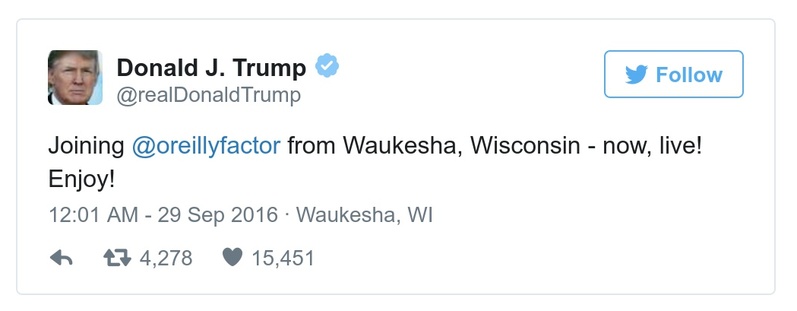 Donald J. Trump
Follow
@realDonaldTrump
Joining @oreillyfactor from Waukesha, Wisconsin - now, live!
Enjoy!
12:01 AM - 29 Sep 2016 · Waukesha, WI
4,278 15,451